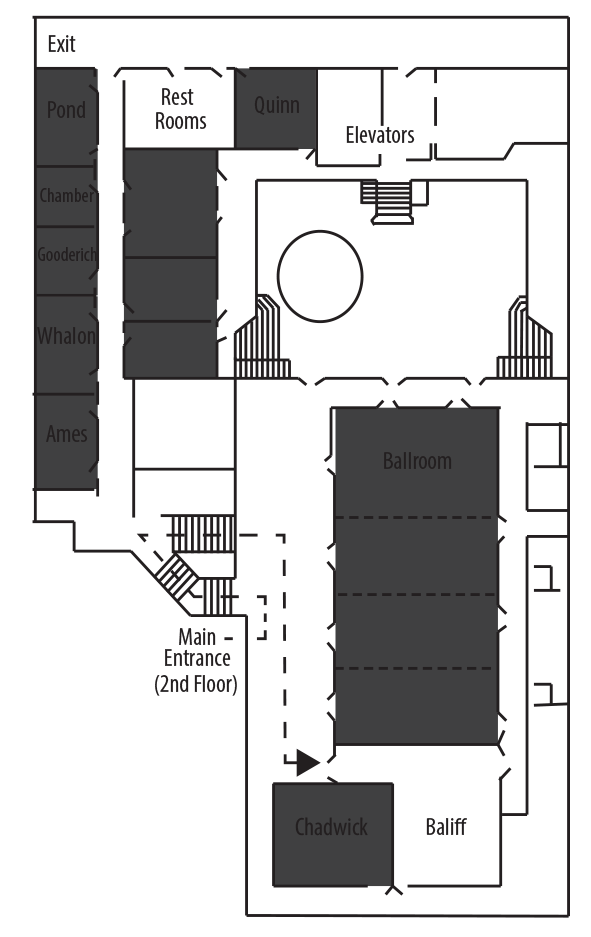 Exit
Pond
Rest
Rooms
Quinn
Elevators
Chamber
Gooderich
Whalon
Ames
Ballroom
Main
Entrance
(2nd Floor)
Chadwick
Baliff